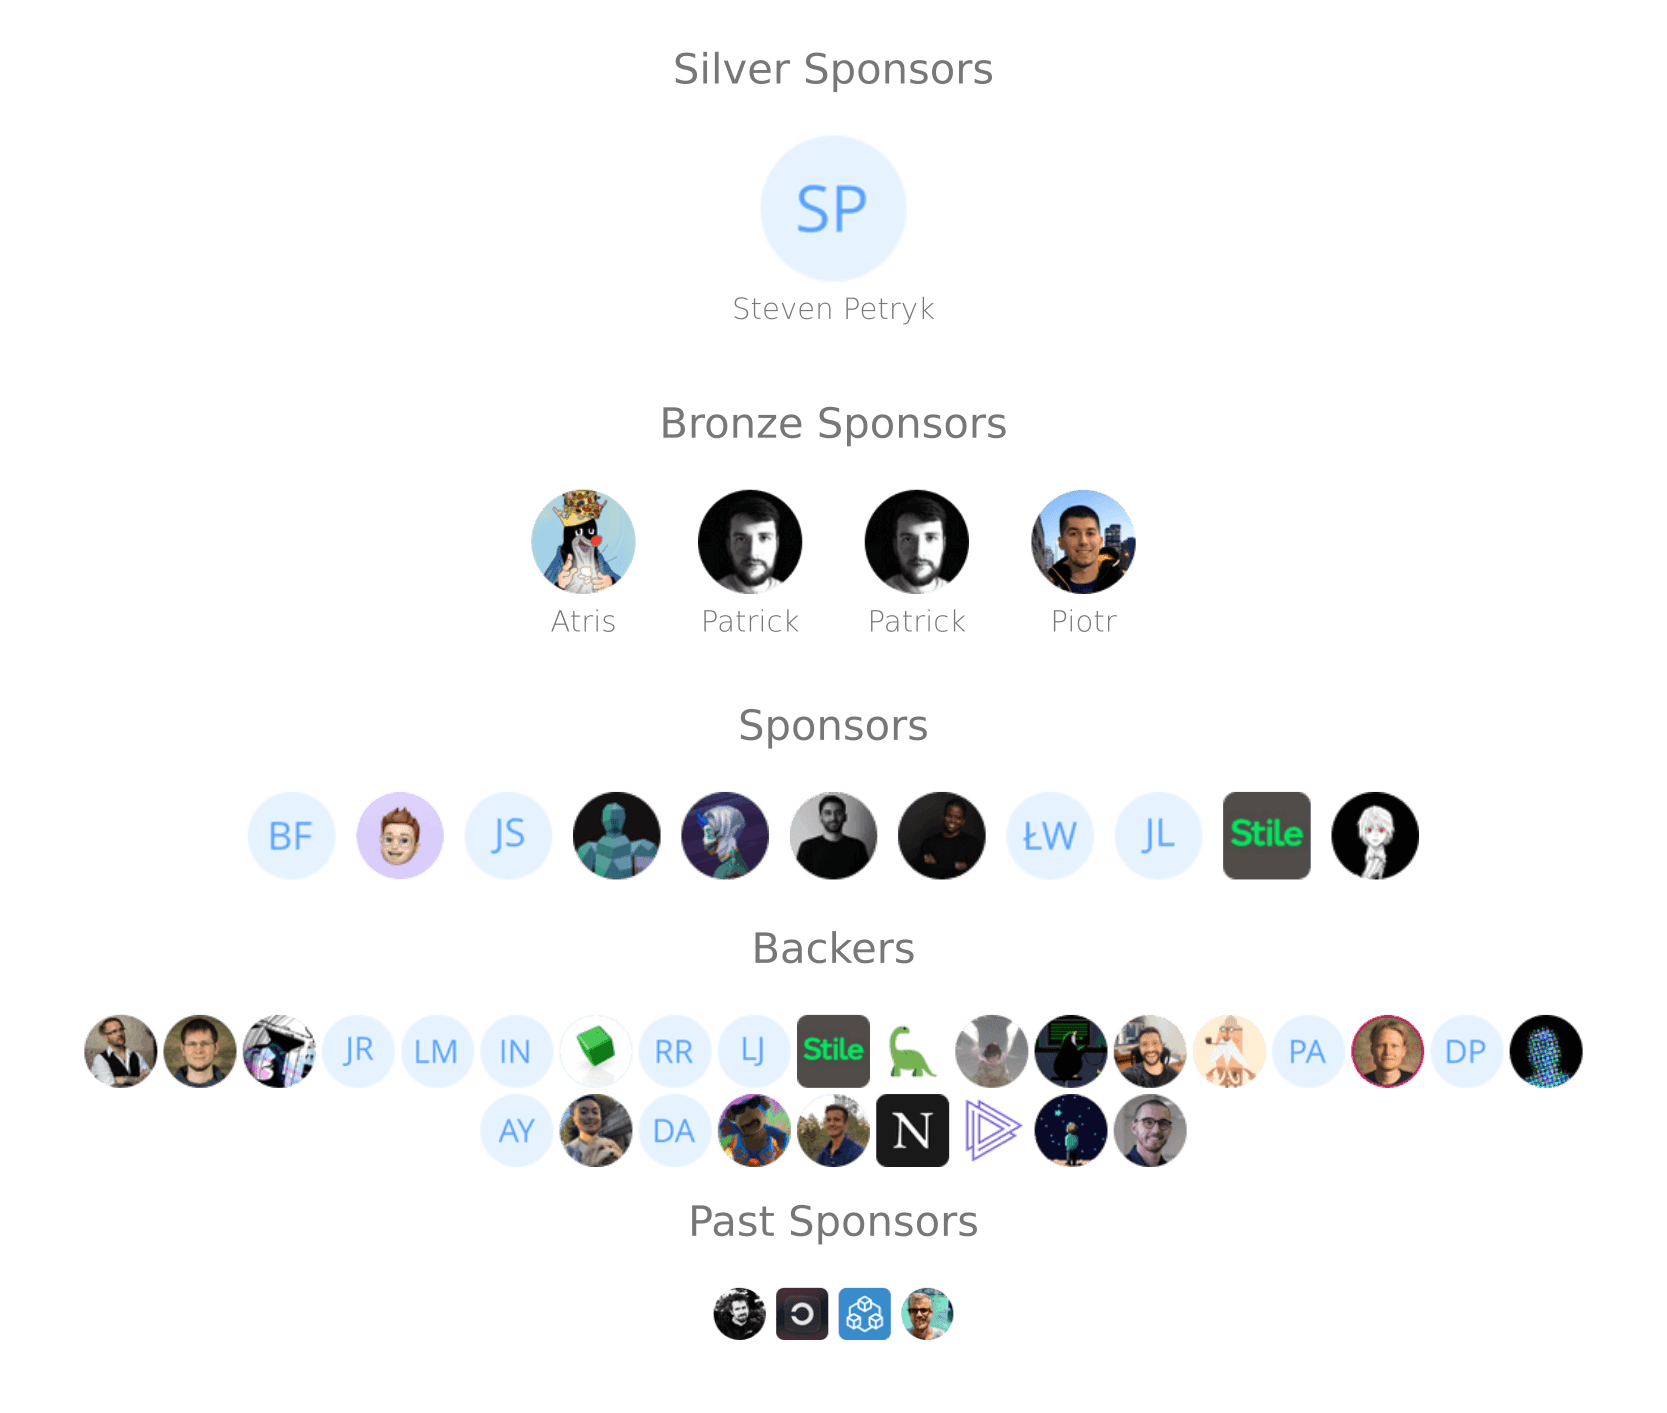 Silver Sponsors
SP
Steven Petryk
Bronze Sponsors
Atris Patrick Patrick Piotr
Sponsors
BF JS ŁW JL Stile
Backers
JR LM IN RR LJ Stile PA DP
AY DA N
Past Sponsors